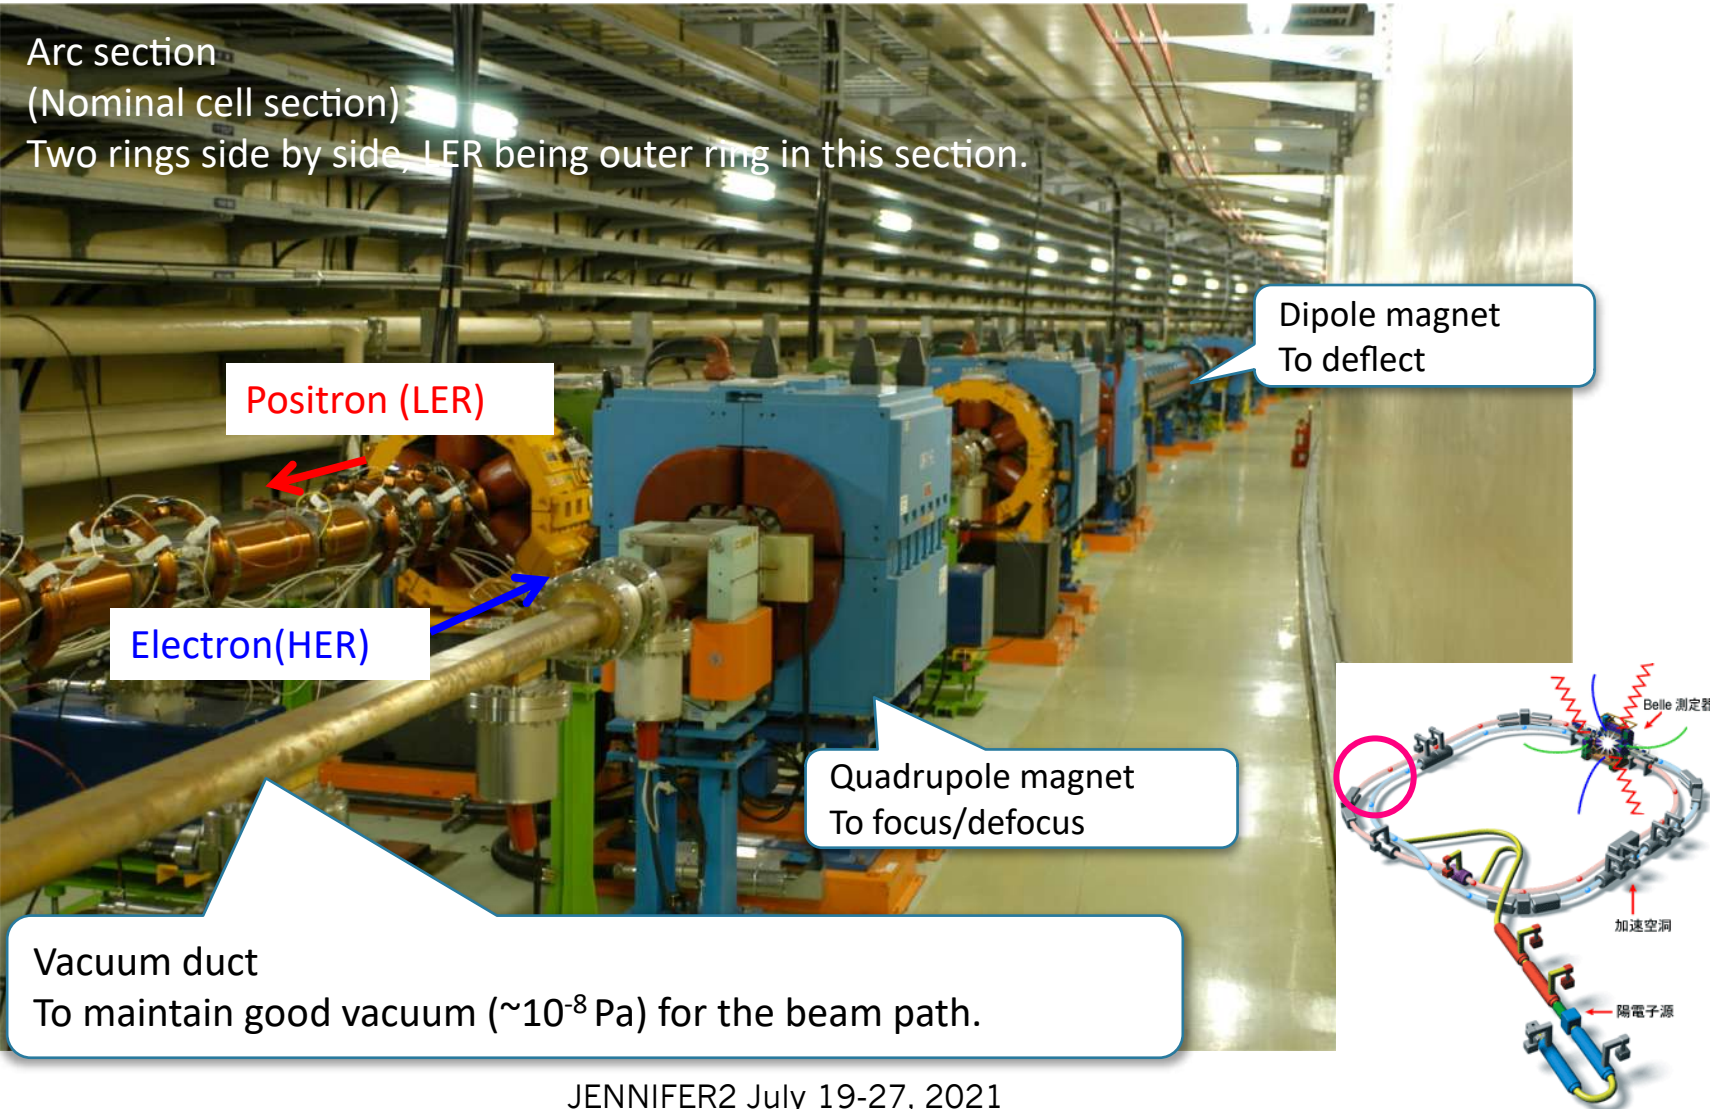 Arc section
(Nominal cell section)
Two rings side by side, LER being outer ring in this section.
Dipole magnet
To deflect
Positron (LER)
Electron(HER)
Belle 測定器
Quadrupole magnet
To focus/defocus
加速空洞
Vacuum duct
To maintain good vacuum (~10⁻⁸ Pa) for the beam path.
陽電子源
JENNIFER2 July 19-27, 2021